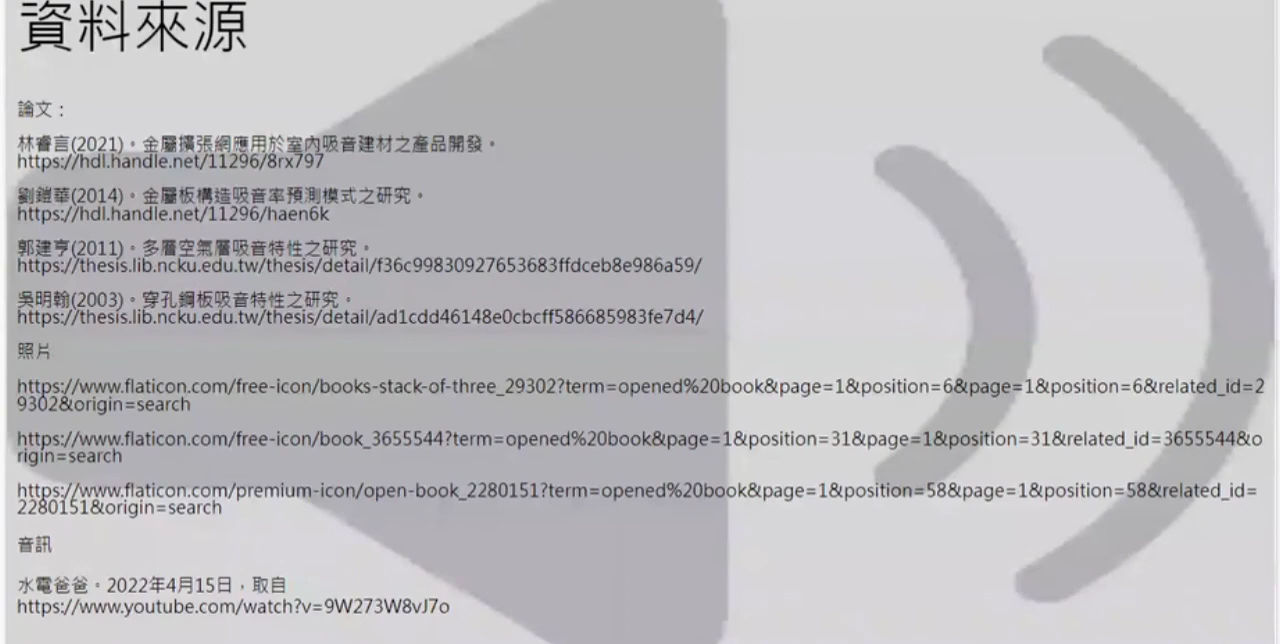 資料來源
論文：
林睿言(2021)。金屬擴張網應用於室內吸音建材之產品開發。
https://hdl.handle.net/11296/8rx797
劉鎧華(2014)。金屬板構造吸音率預測模式之研究。
https://hdl.handle.net/11296/haen6k
郭建亨(2011)。多層空氣層吸音特性之研究。
https://thesis.lib.ncku.edu.tw/thesis/detail/f36c99830927653683ffdceb8e986a59/
吳明翰(2003)。穿孔鋼板吸音特性之研究。
https://thesis.lib.ncku.edu.tw/thesis/detail/ad1cdd46148e0cbcff586685983fe7d4/
照片
https://www.flaticon.com/free-icon/books-stack-of-three_29302?term=opened%20book&page=1&position=6&page=1&position=6&related_id=2
9302&origin=search
https://www.flaticon.com/free-icon/book_3655544?term=opened%20book&page=1&position=31&page=1&position=31&related_id=3655544&o
rigin=search
https://www.flaticon.com/premium-icon/open-book_2280151?term=opened%20book&page=1&position=58&page=1&position=58&related_id=
2280151&origin=search
音訊
水電爸爸。2022年4月15日，取自
https://www.youtube.com/watch?v=9W273W8vJ7o